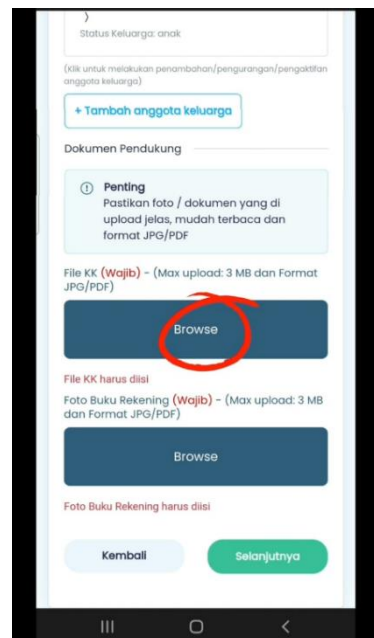 Status Keluarga: anak
(Klik untuk melakukan penambahan/pengurangan/pengaktifan
anggota keluarga)
+ Tambah anggota keluarga
Dokumen Pendukung
Penting
Pastikan foto / dokumen yang di
upload jelas, mudah terbaca dan
format JPG/PDF
File KK (Wajib) - (Max upload: 3 MB dan Format
JPG/PDF)
Browse
File KK harus diisi
Foto Buku Rekening (Wajib) - (Max upload: 3 MB
dan Format JPG/PDF)
Browse
Foto Buku Rekening harus diisi
Kembali
Selanjutnya